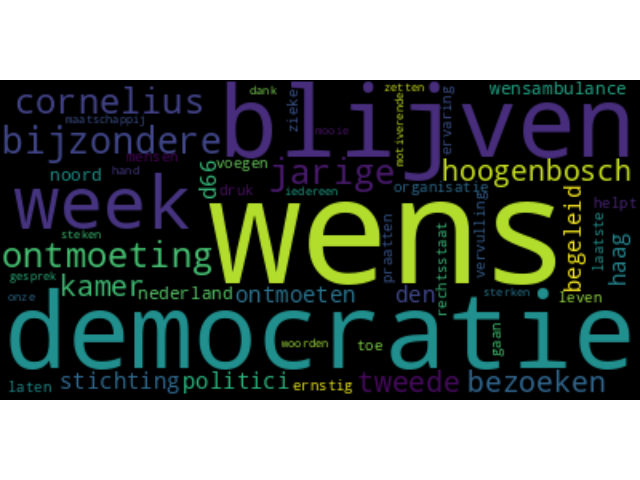 dank
zetten
wensambulance
cornelius
blijven
zieke
motiverende
ervaring
maatschappij
mooie
bijzondere
mensen
voegen
jarige
hoogenbosch
noord
hand
d66
druk
iedereen
organisatie
week
wens
begeleid
helpt
laatste
haag
steken
praatten
rechtsstaat
vervulling
ontmoeting
gesprek
kamer
nederland
ontmoeten
den
sterken
leven
onze
democratie
woorden
toe
gaan
laten
stichting
politici
ernstig
tweede
bezoeken